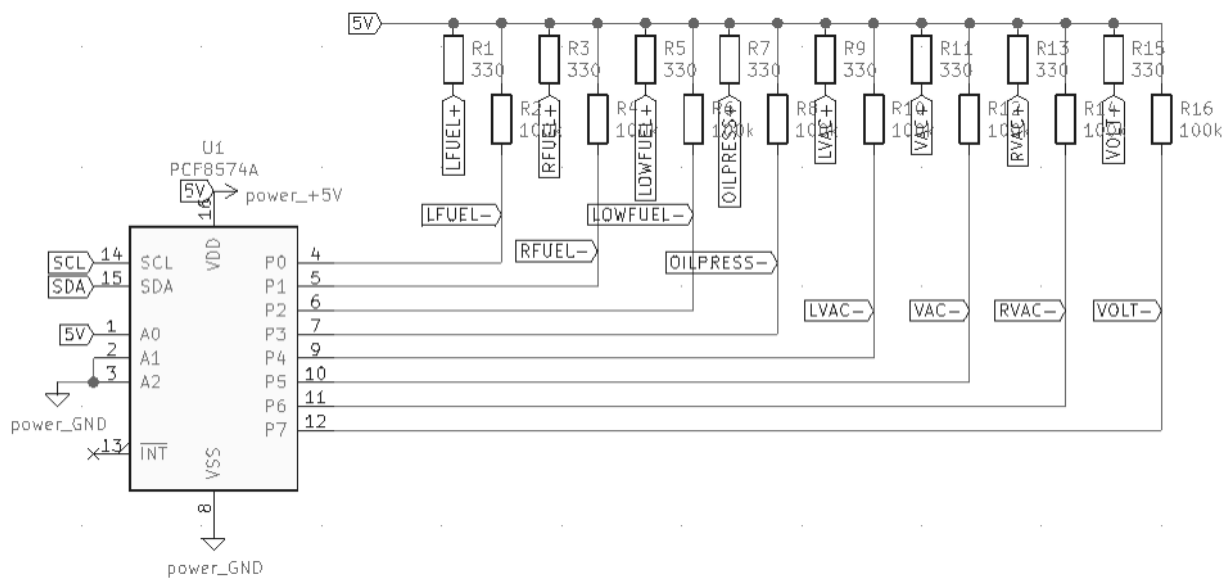 5V
R1 R3 R5 R7 R9 R11 R13 R15
330 330 330 330 330 330 330 330
R2 R4 R6 R8 R10 R12 R14 R16
100k 100k 100k 100k 100k 100k 100k 100k
LFUEL+ RFUEL+ LOWFUEL+ OILPRESS+ LVAC+ VAC+ RVAC+ VOLT+
U1
PCF8574A
5V power_+5V
16
VDD
LFUEL- LOWFUEL-
RFUEL- OILPRESS-
SCL 14 SCL P0 4
SDA 15 SDA P1 5
P2 6 LVAC- VAC- RVAC- VOLT-
5V 1 A0 P3 7
2 A1 P4 9
3 A2 P5 10
power_GND
P6 11
P7 12
13 INT
VSS
8
power_GND